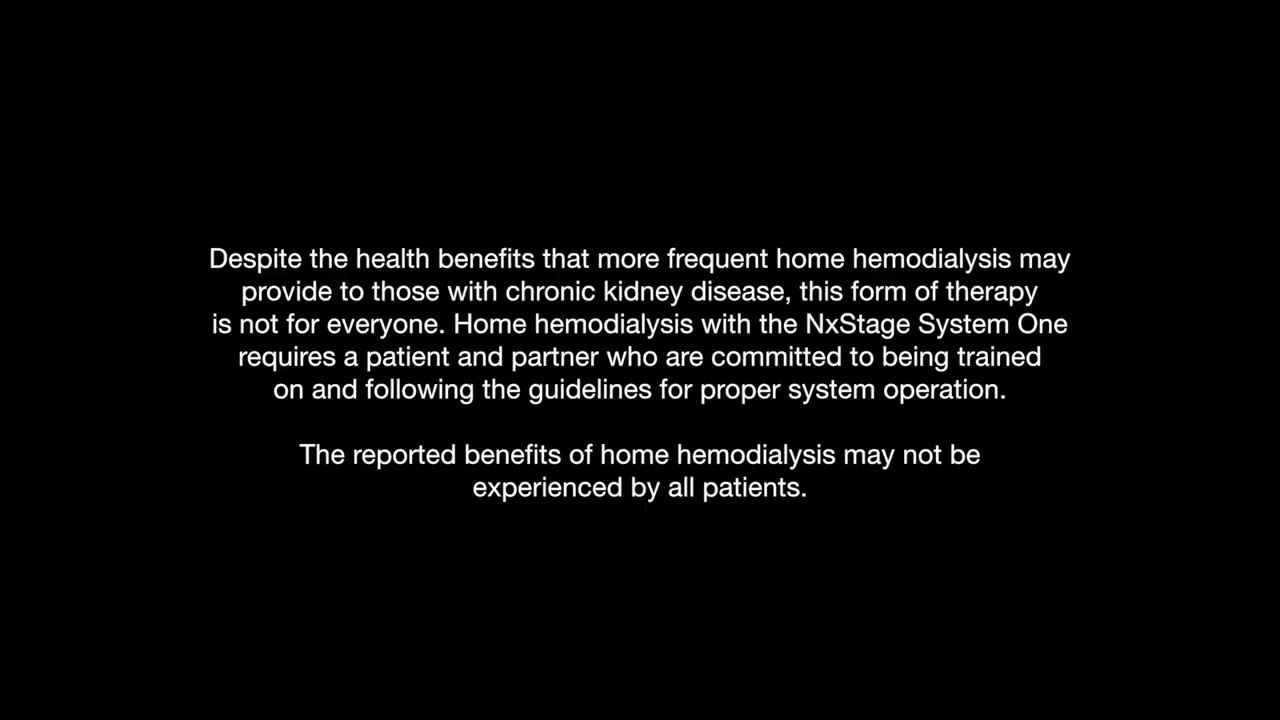 Despite the health benefits that more frequent home hemodialysis may
provide to those with chronic kidney disease, this form of therapy
is not for everyone. Home hemodialysis with the NxStage System One
requires a patient and partner who are committed to being trained
on and following the guidelines for proper system operation.
The reported benefits of home hemodialysis may not be
experienced by all patients.